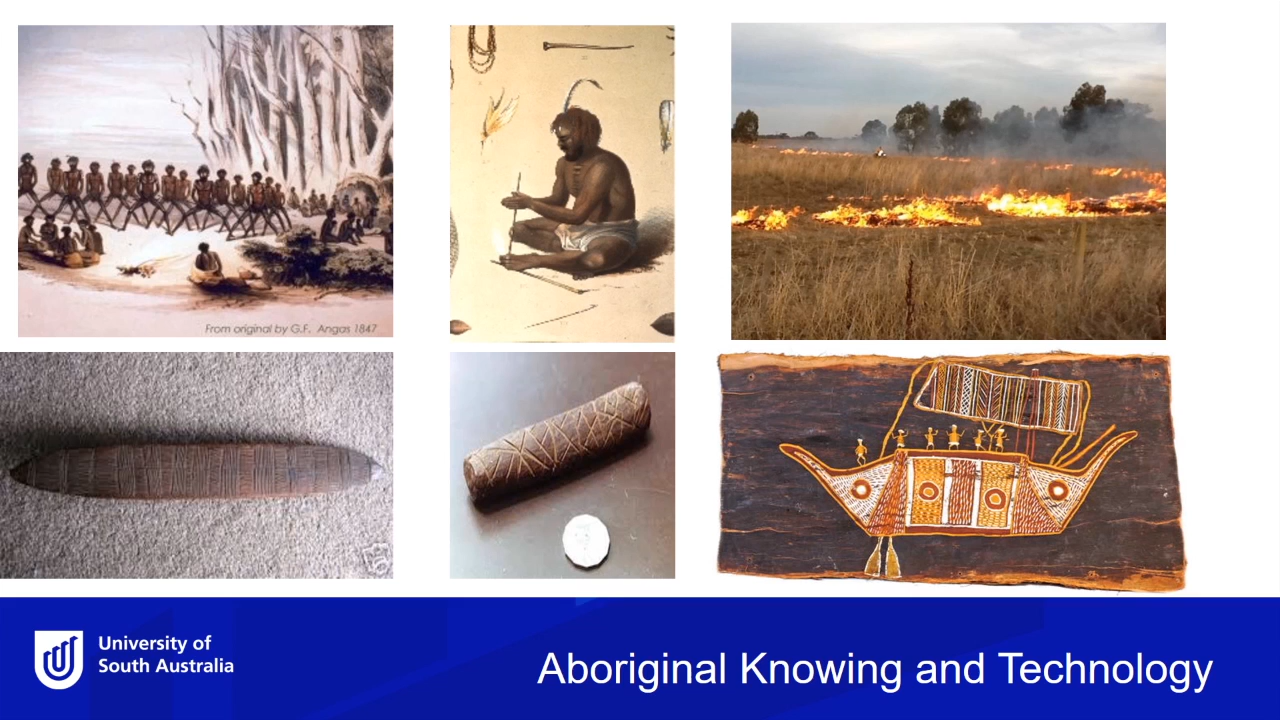 From original by G.F. Angas 1847
University of
South Australia
Aboriginal Knowing and Technology